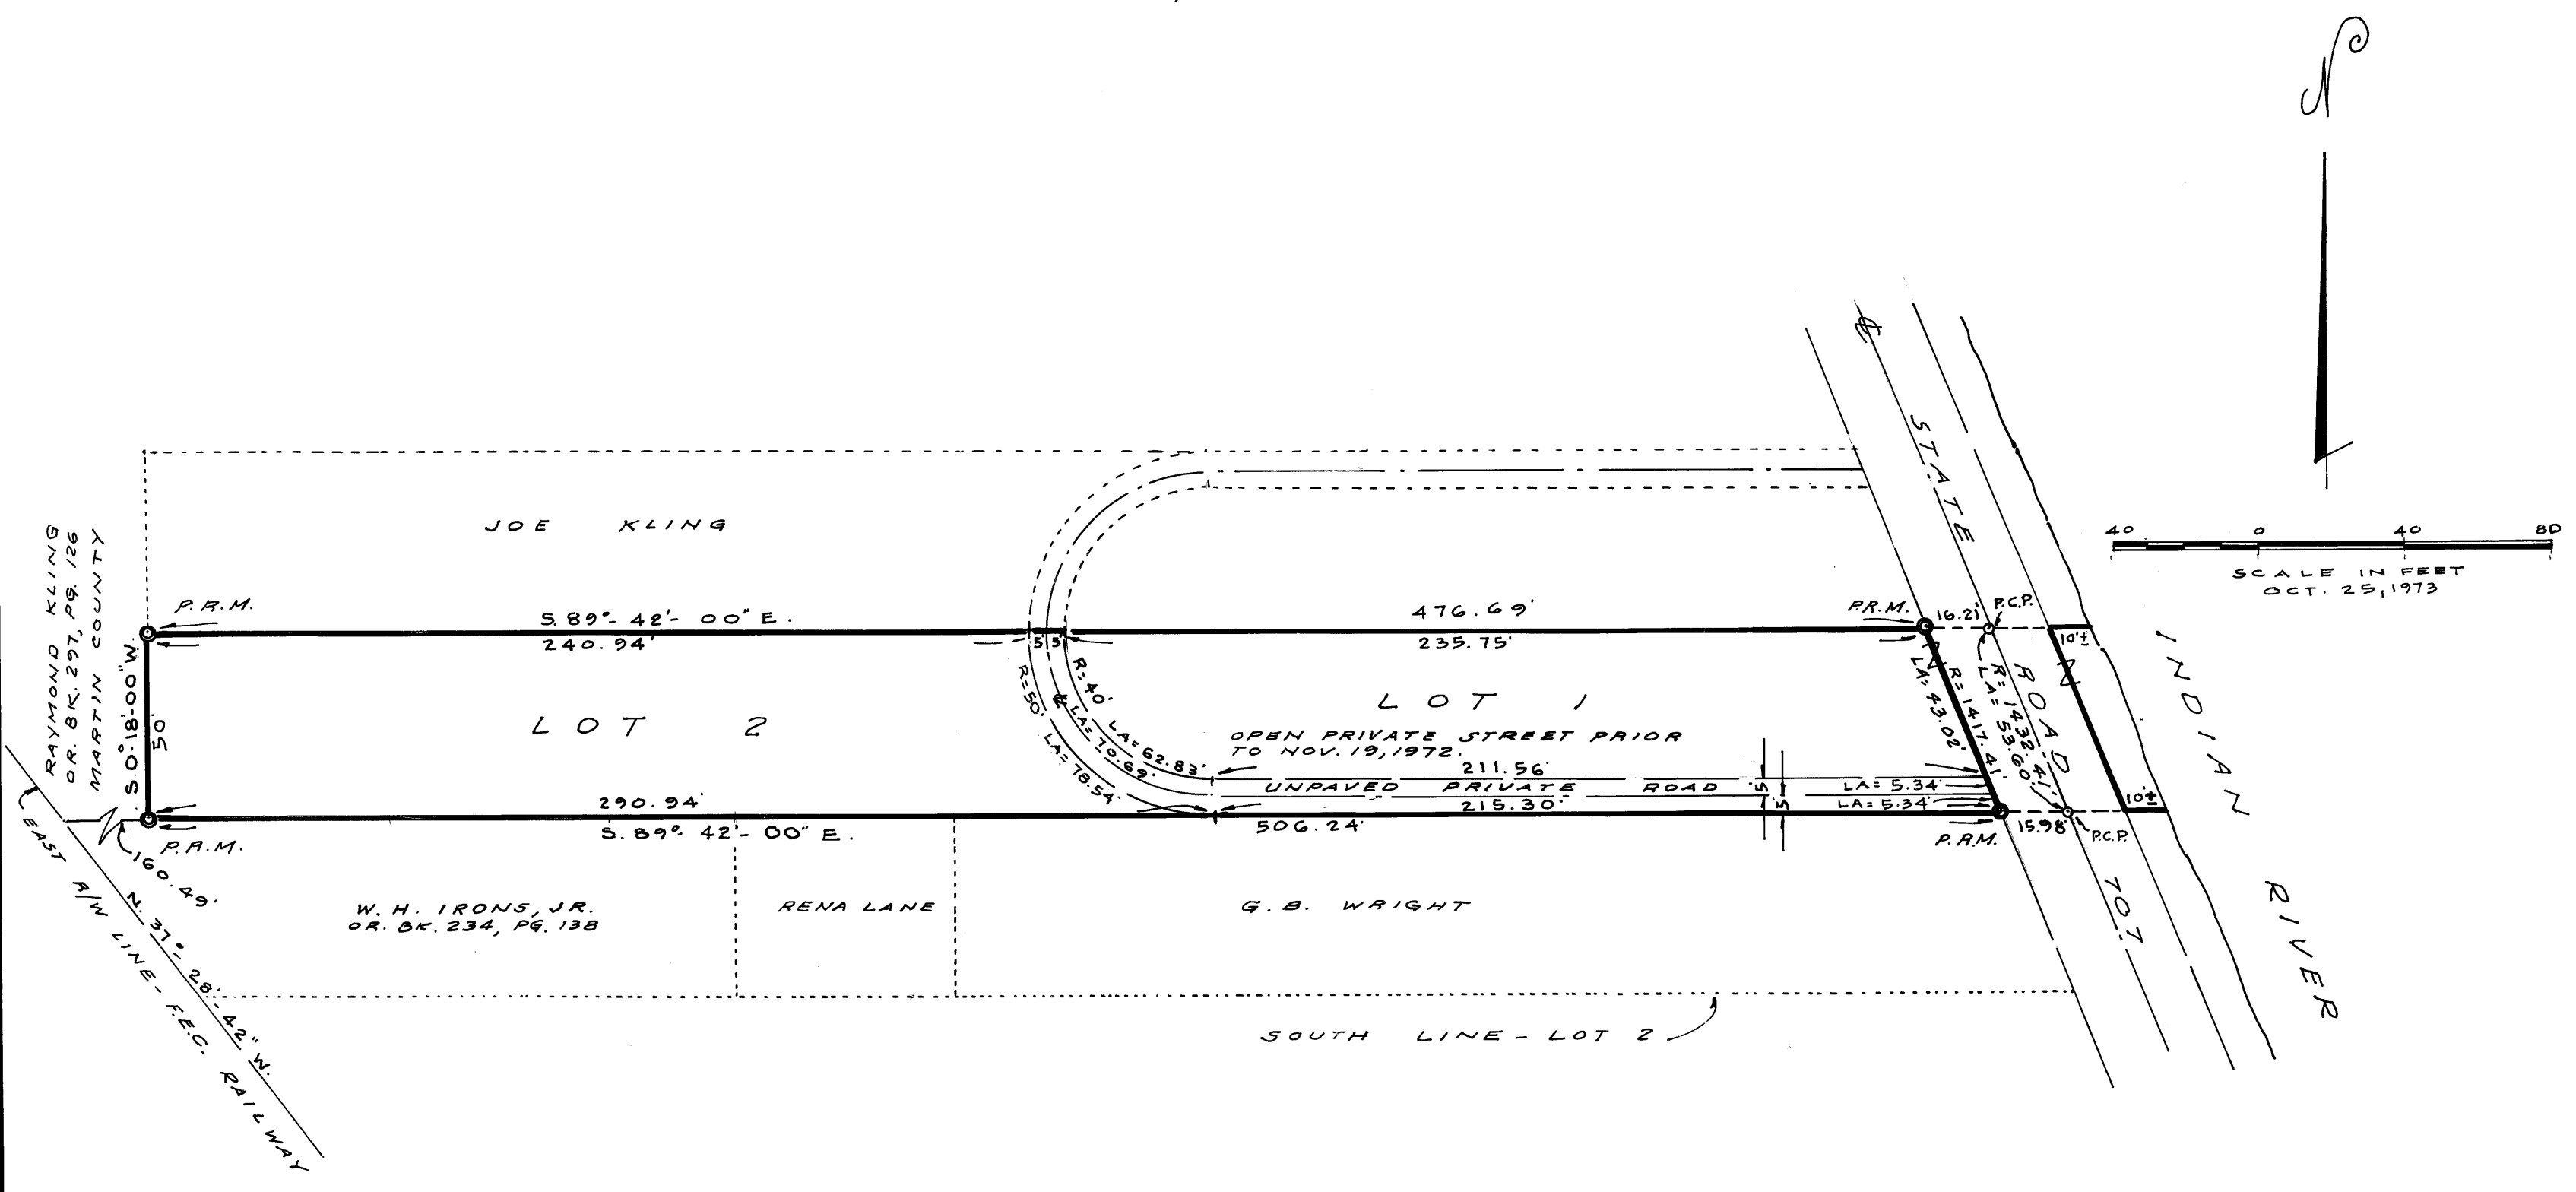 N
40 0 40 80
SCALE IN FEET
OCT. 25, 1973
STATE ROAD 707
INDIAN RIVER
JOE KLING
RAYMOND KLING
OR. BK. 297, PG. 126
MARTIN COUNTY
P.R.M.
S. 89°- 42'- 00" E.
240.94'
5' 5'
476.69'
235.75'
P.R.M.
16.21'
P.C.P.
10'±
S. 0°-18'-00" W.
50'
LOT 2
R=50'
LA=78.54'
℄ LA=70.69'
R=40'
LA=62.83'
LOT 1
OPEN PRIVATE STREET PRIOR
TO NOV. 19, 1972.
211.56'
UNPAVED PRIVATE ROAD
215.30'
5'
5'
LA= 5.34'
LA= 5.34'
R=1417.41'
LA= 43.02'
R= 1432.41'
LA= 53.60'
℄
10'±
290.94'
S. 89°- 42'- 00" E.
506.24'
P.R.M.
15.98'
P.C.P.
P.R.M.
160.49'
N. 37°- 28'- 42" W.
EAST R/W LINE - F.E.C. RAILWAY
W. H. IRONS, JR.
OR. BK. 234, PG. 138
RENA LANE
G. B. WRIGHT
SOUTH LINE - LOT 2